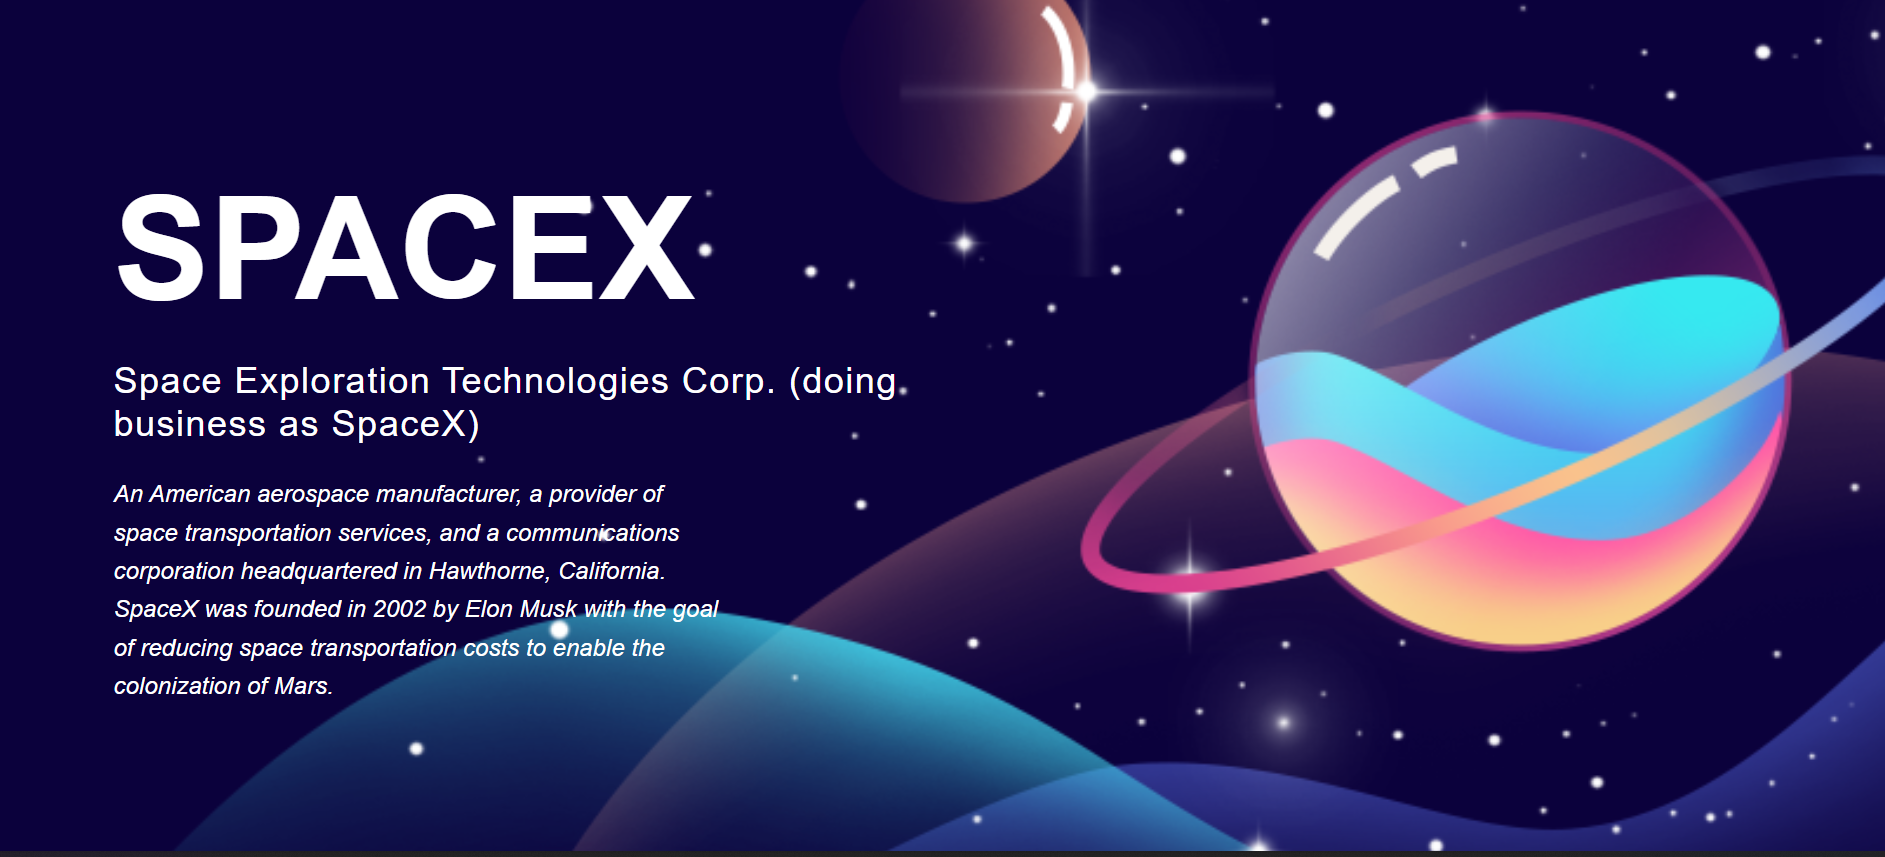 SPACEX
Space Exploration Technologies Corp. (doing
business as SpaceX)
An American aerospace manufacturer, a provider of
space transportation services, and a communications
corporation headquartered in Hawthorne, California.
SpaceX was founded in 2002 by Elon Musk with the goal
of reducing space transportation costs to enable the
colonization of Mars.